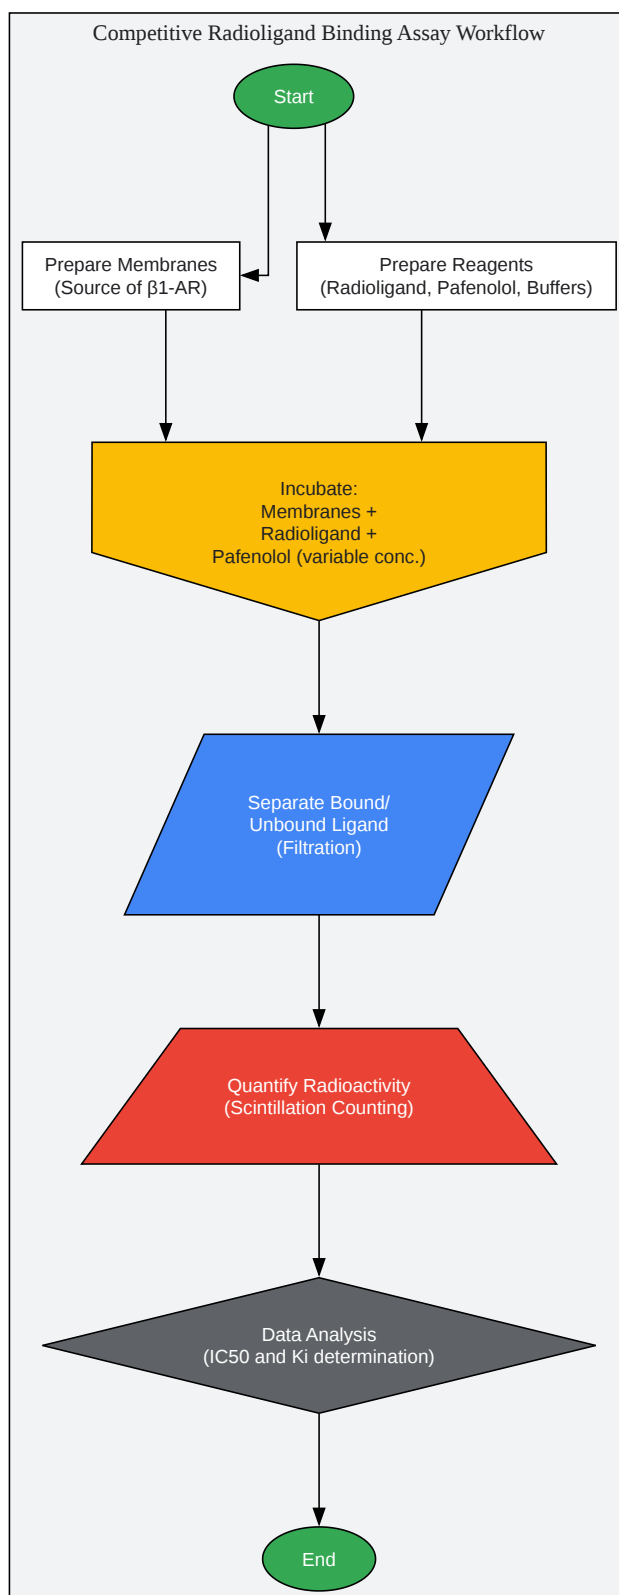 Competitive Radioligand Binding Assay Workflow
Start
Prepare Membranes
(Source of β1-AR)
Prepare Reagents
(Radioligand, Pafenolol, Buffers)
Incubate:
Membranes +
Radioligand +
Pafenolol (variable conc.)
Separate Bound/
Unbound Ligand
(Filtration)
Quantify Radioactivity
(Scintillation Counting)
Data Analysis
(IC50 and Ki determination)
End